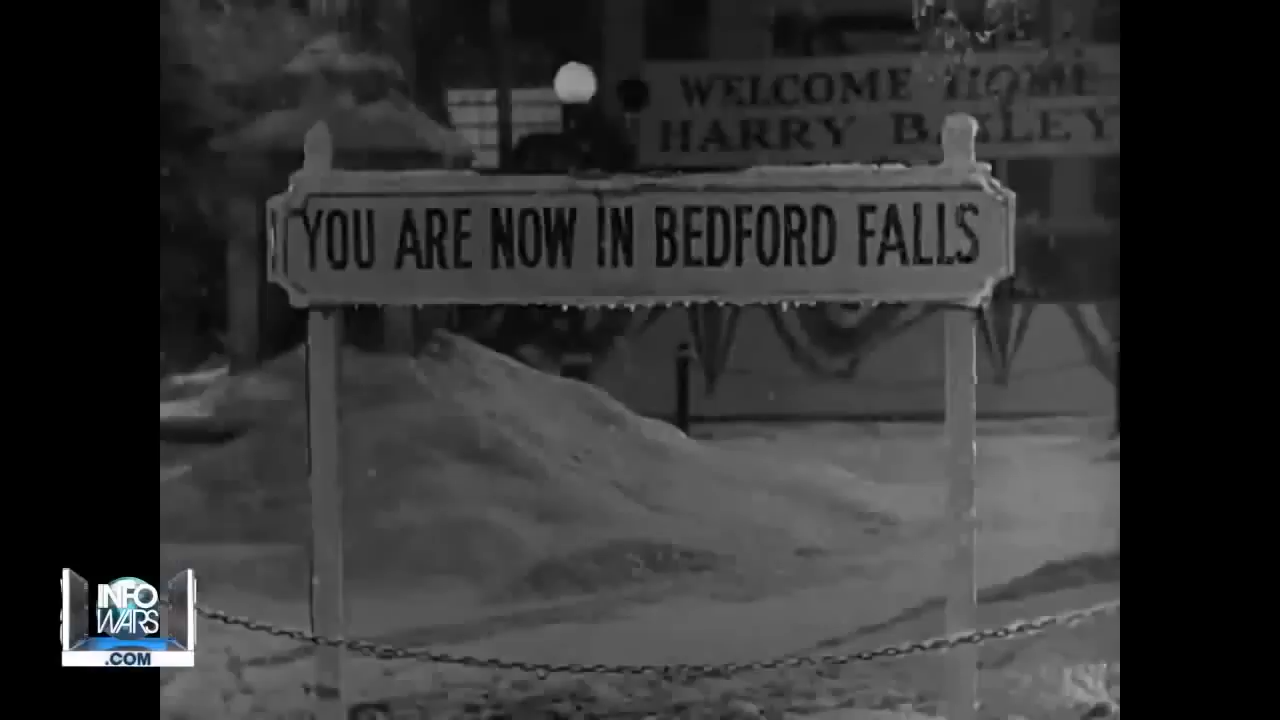 WELCOME HOME
HARRY BAILEY
YOU ARE NOW IN BEDFORD FALLS
INFO
WARS
.COM